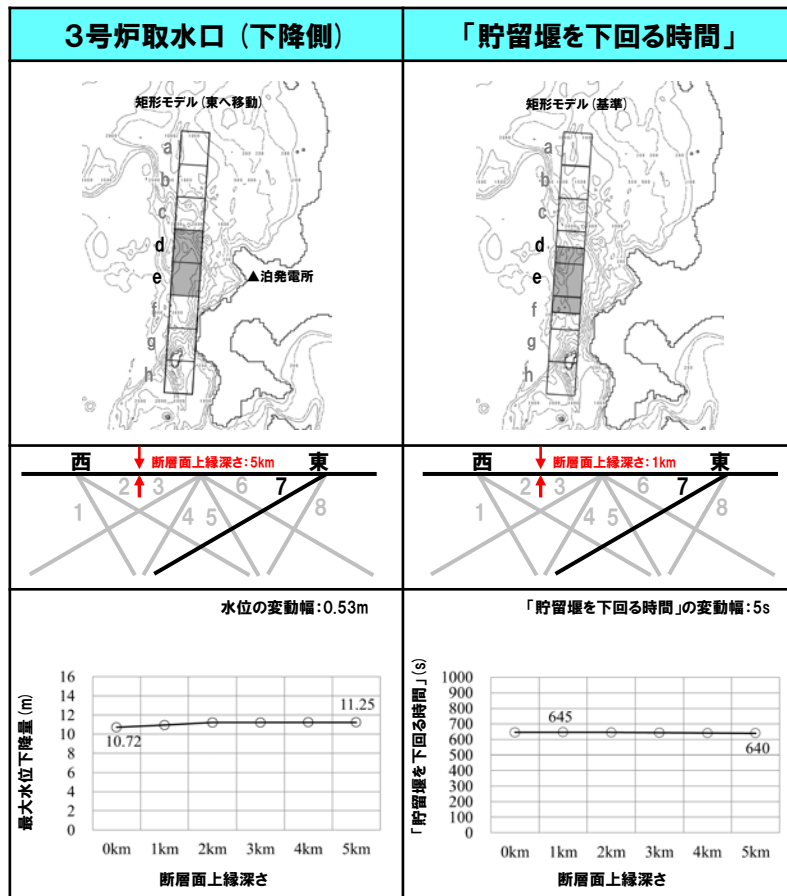 3号炉取水口（下降側）
矩形モデル（東へ移動）
a
b
c
d
e
f
g
h
▲泊発電所
西
東
断層面上縁深さ：5km
1
2
3
4
5
6
7
8
水位の変動幅：0.53m
最大水位下降量（m）
16
14
12
10
8
6
4
2
0
10.72
11.25
0km 1km 2km 3km 4km 5km
断層面上縁深さ
「貯留堰を下回る時間」
矩形モデル（基準）
a
b
c
d
e
f
g
h
西
東
断層面上縁深さ：1km
1
2
3
4
5
6
7
8
「貯留堰を下回る時間」の変動幅：5s
「貯留堰を下回る時間」（s）
1000
900
800
700
600
500
400
300
200
100
0
645
640
0km 1km 2km 3km 4km 5km
断層面上縁深さ